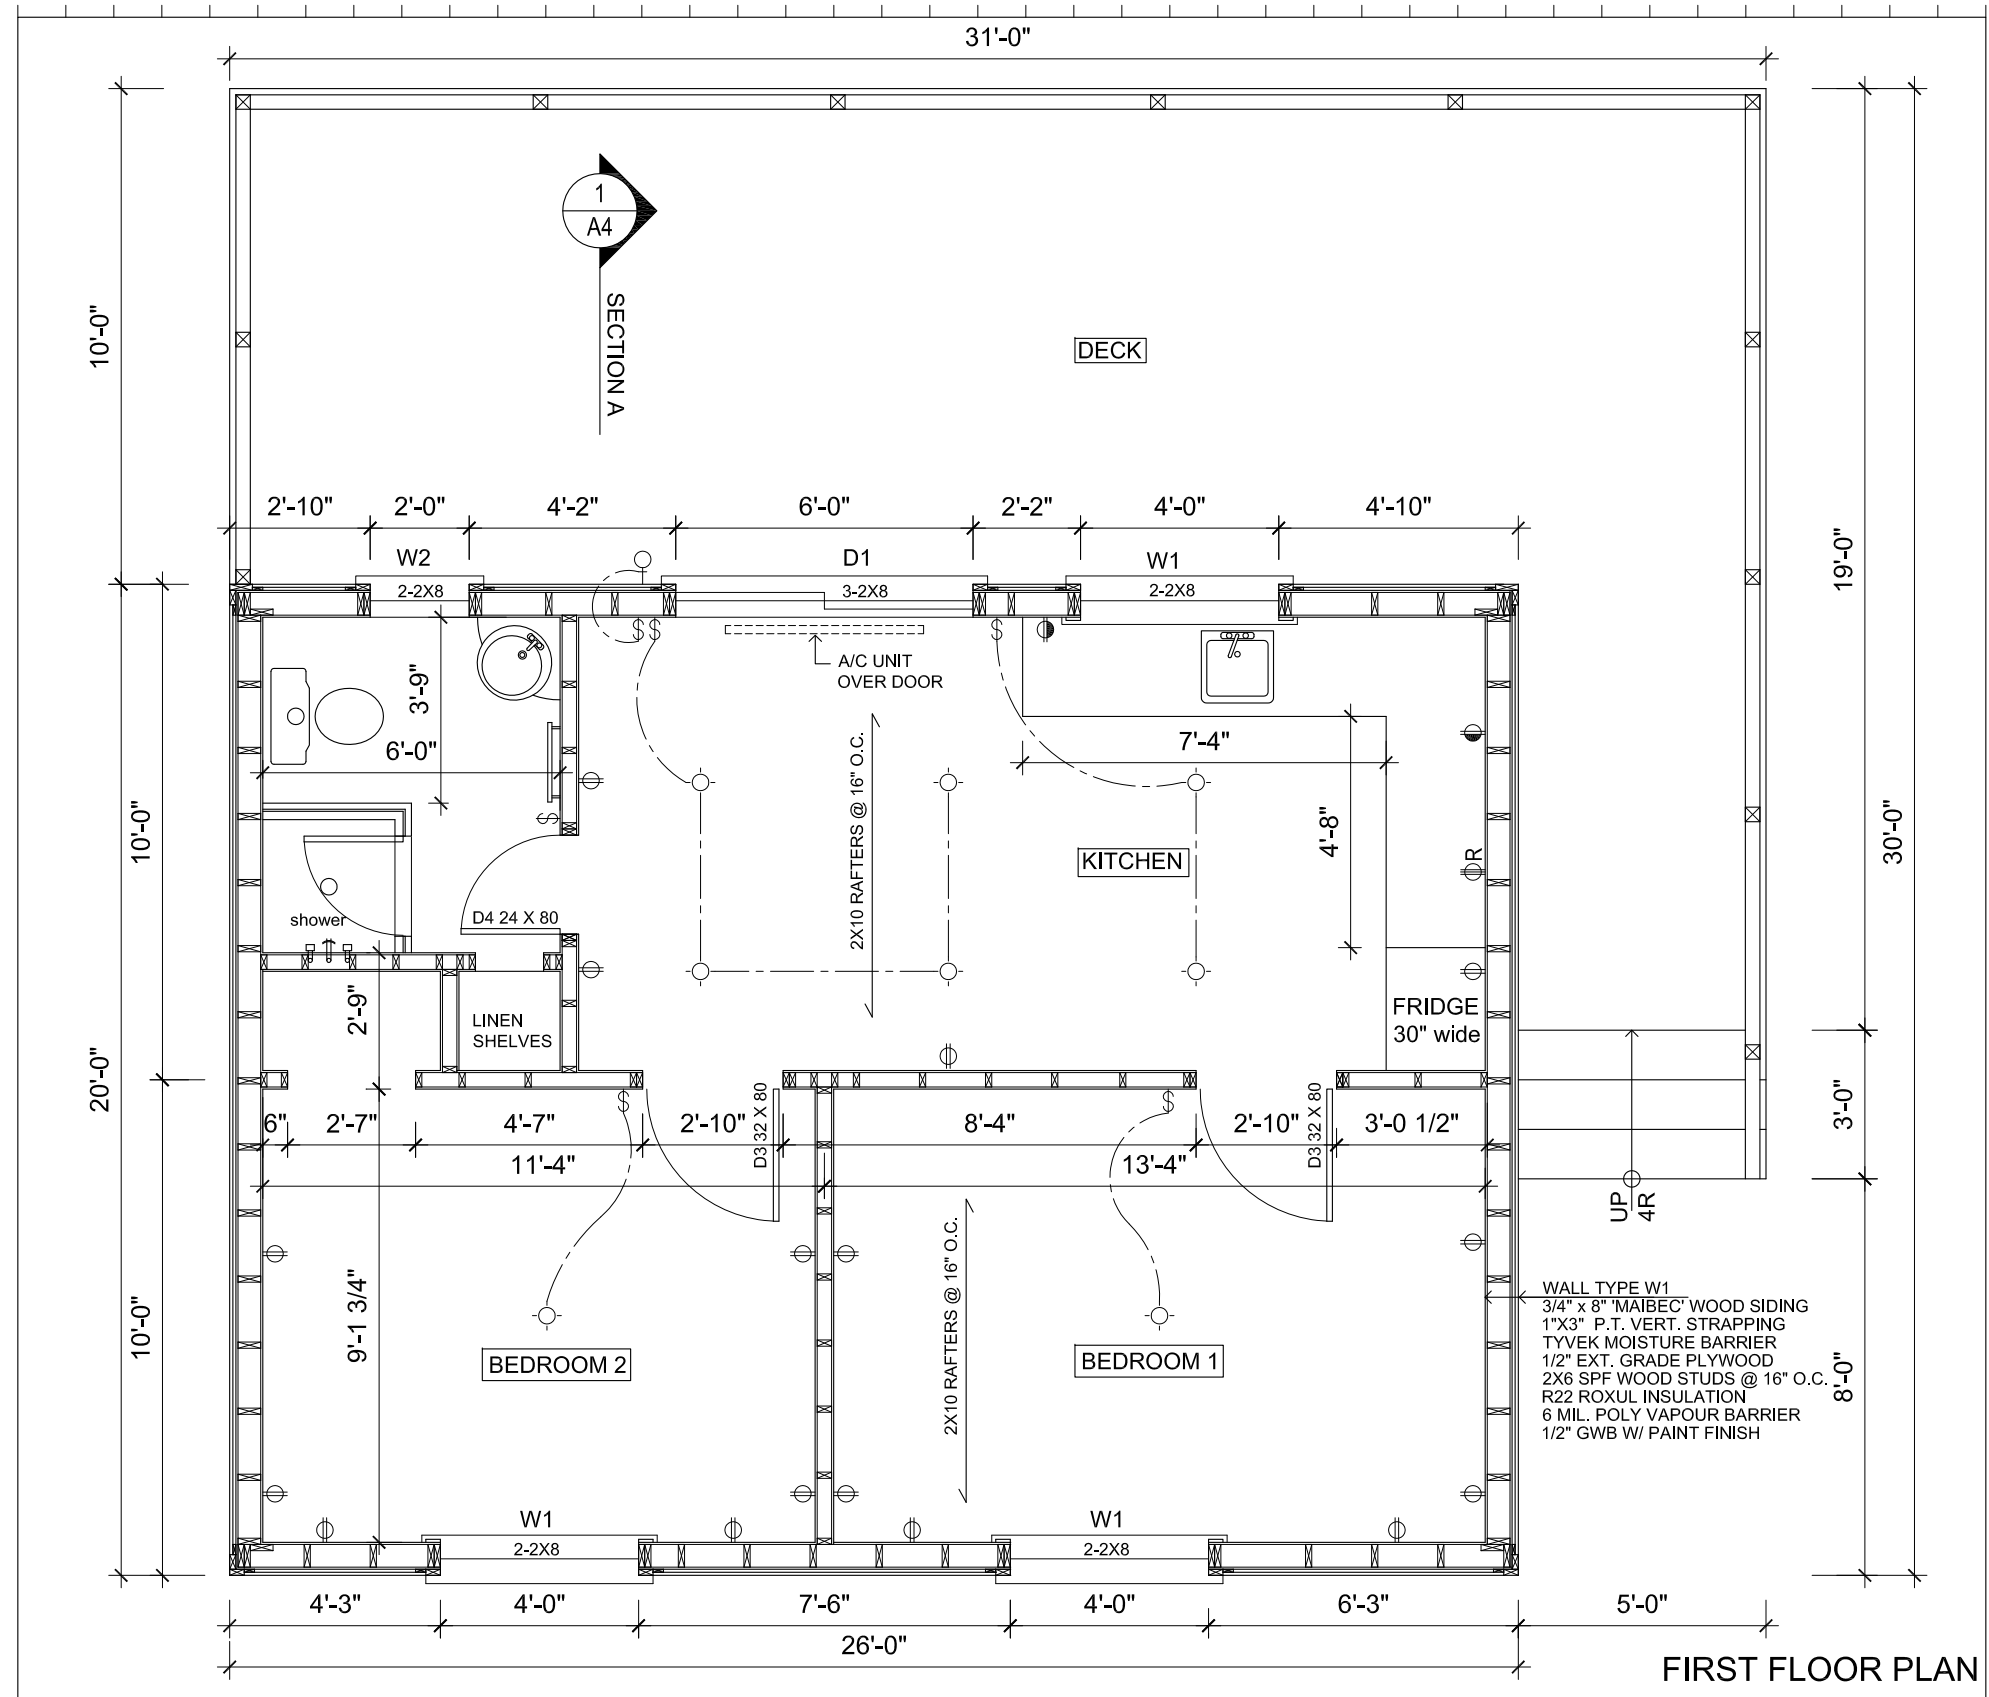 31'-0"
1
A4
SECTION A
DECK
10'-0"
19'-0"
30'-0"
2'-10"
2'-0"
4'-2"
6'-0"
2'-2"
4'-0"
4'-10"
W2
D1
W1
2-2X8
3-2X8
2-2X8
$
$$
$
A/C UNIT
OVER DOOR
3'-9"
6'-0"
7'-4"
4'-8"
10'-0"
2X10 RAFTERS @ 16" O.C.
KITCHEN
R
$
shower
D4 24 X 80
2'-9"
LINEN
SHELVES
FRIDGE
30" wide
20'-0"
3'-0"
$
$
6"
2'-7"
4'-7"
2'-10"
D3 32 X 80
8'-4"
2'-10"
D3 32 X 80
3'-0 1/2"
11'-4"
13'-4"
UP
4R
9'-1 3/4"
10'-0"
2X10 RAFTERS @ 16" O.C.
BEDROOM 2
BEDROOM 1
WALL TYPE W1
3/4" x 8" 'MAIBEC' WOOD SIDING
1"X3" P.T. VERT. STRAPPING
TYVEK MOISTURE BARRIER
1/2" EXT. GRADE PLYWOOD
2X6 SPF WOOD STUDS @ 16" O.C.
R22 ROXUL INSULATION
6 MIL. POLY VAPOUR BARRIER
1/2" GWB W/ PAINT FINISH
8'-0"
W1
W1
2-2X8
2-2X8
4'-3"
4'-0"
7'-6"
4'-0"
6'-3"
5'-0"
26'-0"
FIRST FLOOR PLAN